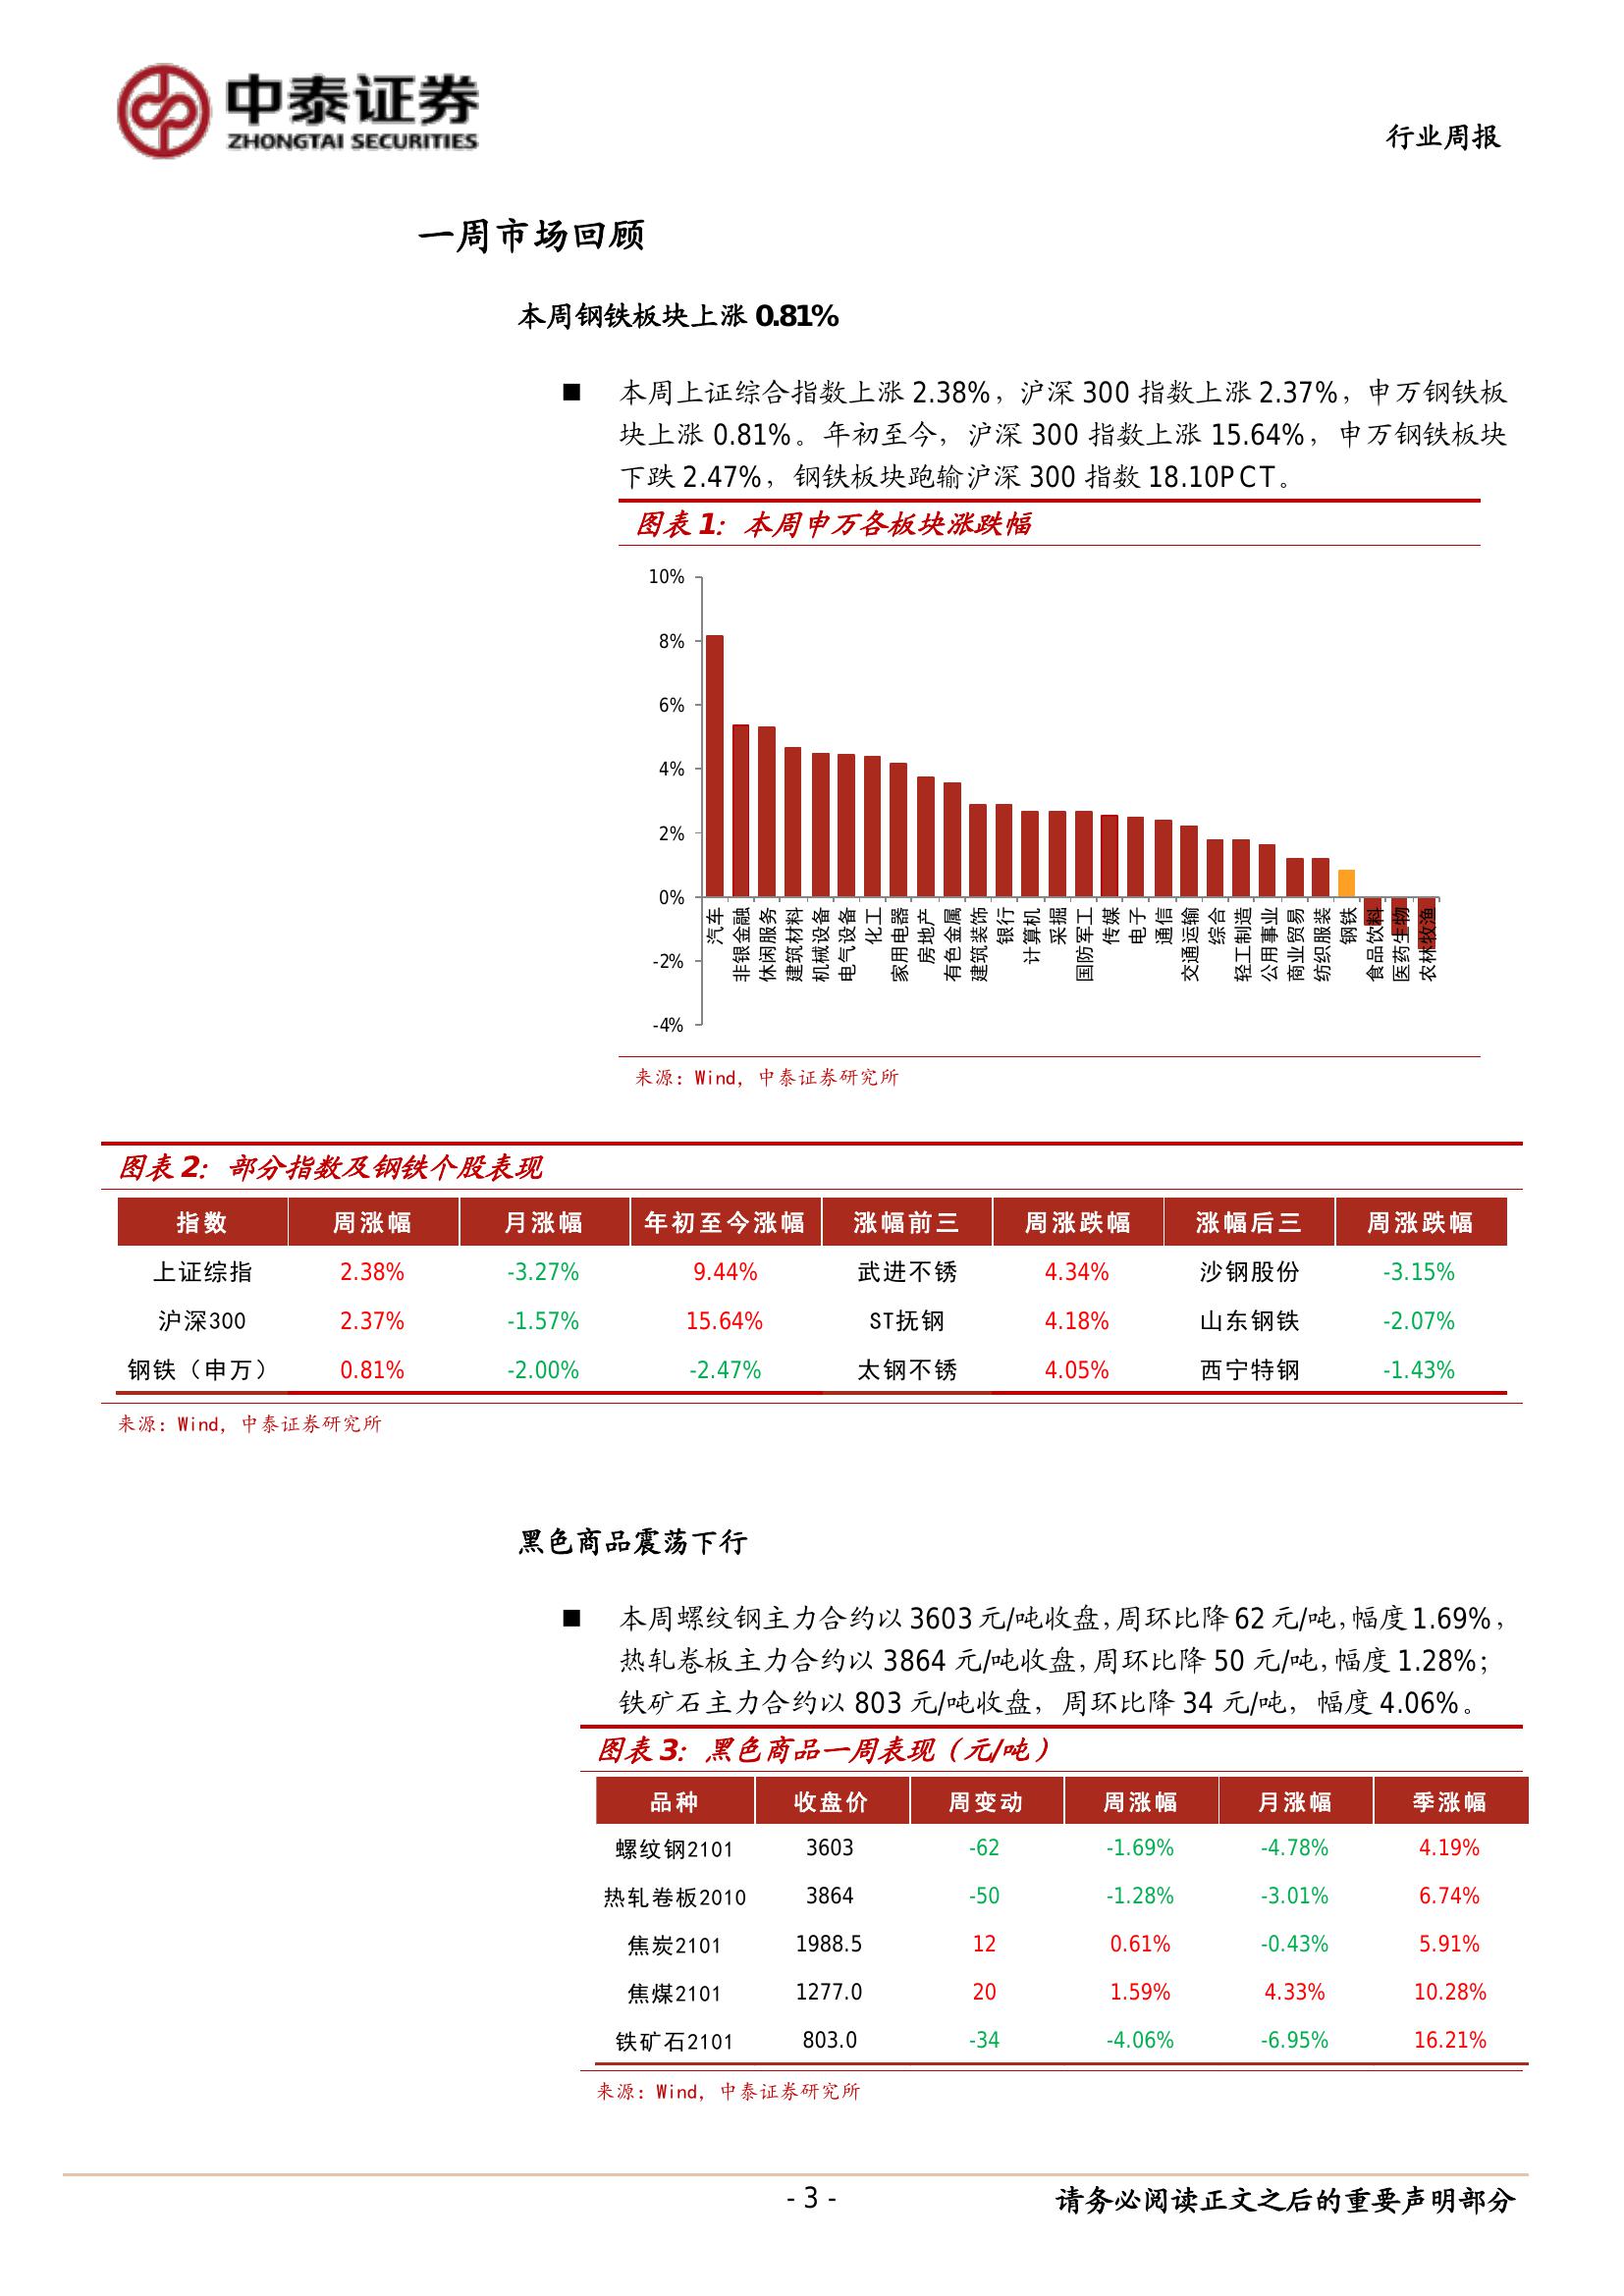 中泰证券
ZHONGTAI SECURITIES
行业周报
一周市场回顾
本周钢铁板块上涨 0.81%
■ 本周上证综合指数上涨 2.38%，沪深 300 指数上涨 2.37%，申万钢铁板
块上涨 0.81%。年初至今，沪深 300 指数上涨 15.64%，申万钢铁板块
下跌 2.47%，钢铁板块跑输沪深 300 指数 18.10PCT。
图表 1：本周申万各板块涨跌幅
10%
8%
6%
4%
2%
0%
-2%
-4%
汽车
非银金融
休闲服务
建筑材料
机械设备
电气设备
化工
家用电器
房地产
有色金属
建筑装饰
银行
计算机
采掘
国防军工
传媒
电子
通信
交通运输
综合
轻工制造
公用事业
商业贸易
纺织服装
钢铁
食品饮料
医药生物
农林牧渔
来源：Wind，中泰证券研究所
图表 2：部分指数及钢铁个股表现
指数 周涨幅 月涨幅 年初至今涨幅 涨幅前三 周涨跌幅 涨幅后三 周涨跌幅
上证综指 2.38% -3.27% 9.44% 武进不锈 4.34% 沙钢股份 -3.15%
沪深300 2.37% -1.57% 15.64% ST抚钢 4.18% 山东钢铁 -2.07%
钢铁（申万） 0.81% -2.00% -2.47% 太钢不锈 4.05% 西宁特钢 -1.43%
来源：Wind，中泰证券研究所
黑色商品震荡下行
■ 本周螺纹钢主力合约以 3603 元/吨收盘，周环比降 62 元/吨，幅度 1.69%，
热轧卷板主力合约以 3864 元/吨收盘，周环比降 50 元/吨，幅度 1.28%；
铁矿石主力合约以 803 元/吨收盘，周环比降 34 元/吨，幅度 4.06%。
图表 3：黑色商品一周表现（元/吨）
品种 收盘价 周变动 周涨幅 月涨幅 季涨幅
螺纹钢2101 3603 -62 -1.69% -4.78% 4.19%
热轧卷板2010 3864 -50 -1.28% -3.01% 6.74%
焦炭2101 1988.5 12 0.61% -0.43% 5.91%
焦煤2101 1277.0 20 1.59% 4.33% 10.28%
铁矿石2101 803.0 -34 -4.06% -6.95% 16.21%
来源：Wind，中泰证券研究所
- 3 -
请务必阅读正文之后的重要声明部分